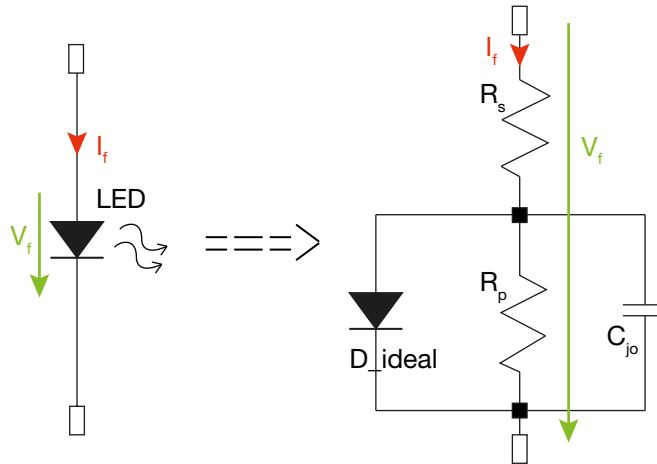 I_f
LED
V_f
I_f
R_s
V_f
R_p
D_ideal
C_jo